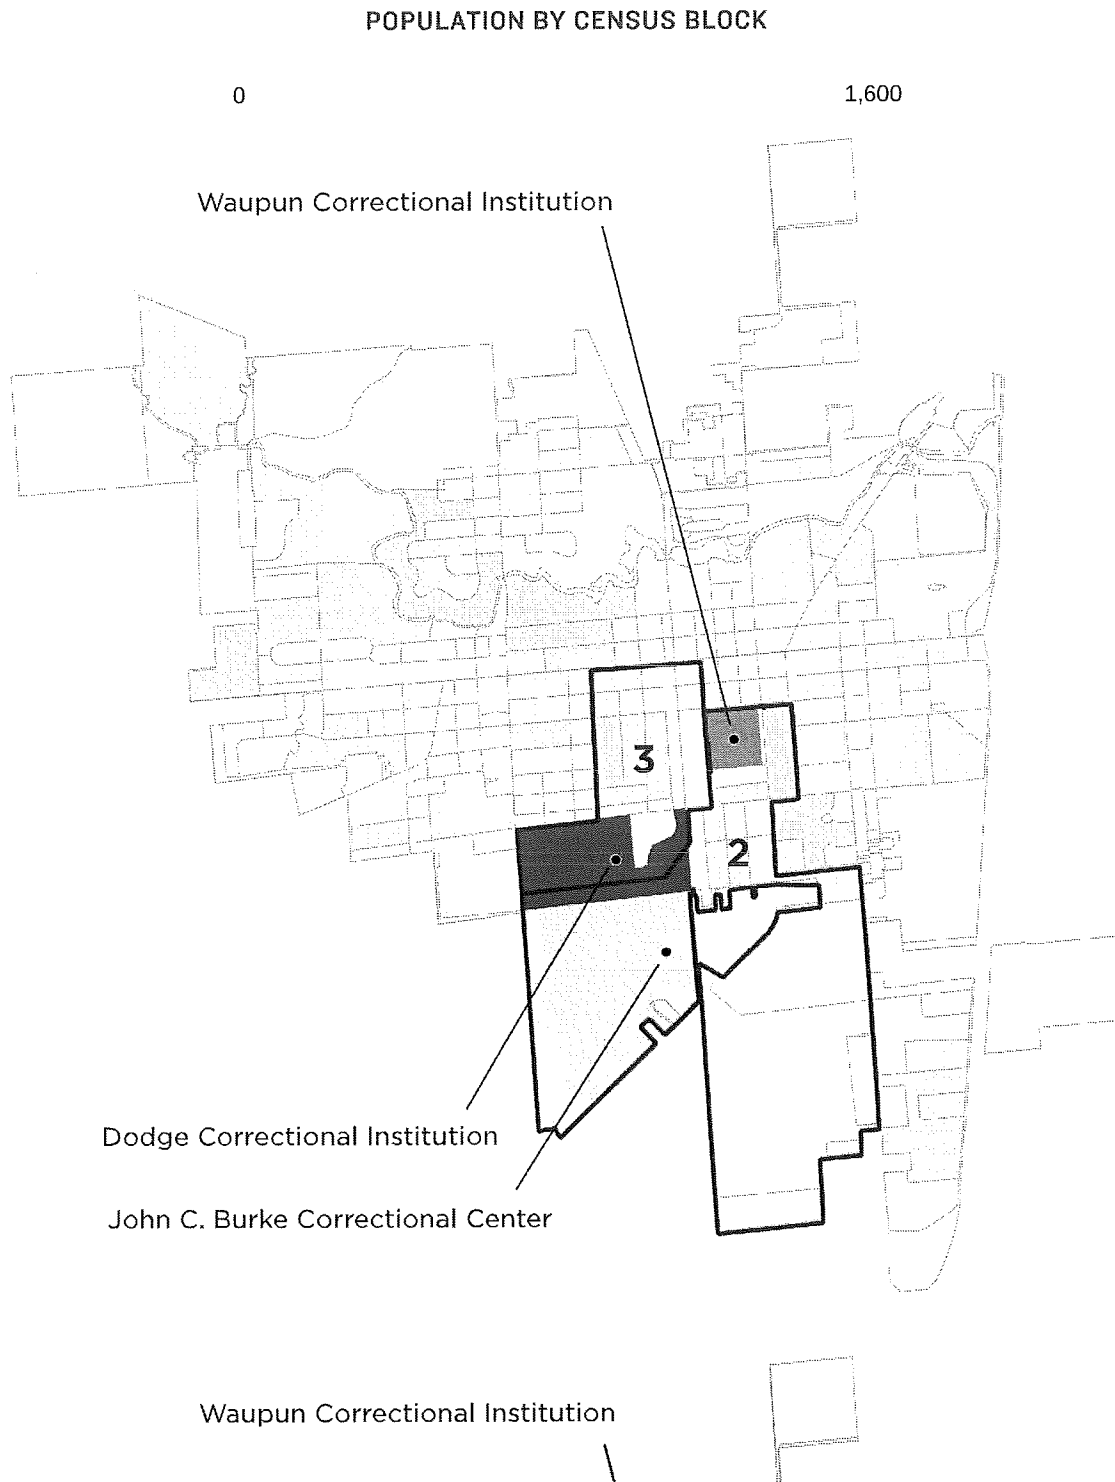 POPULATION BY CENSUS BLOCK
0
1,600
Waupun Correctional Institution
3
2
Dodge Correctional Institution
John C. Burke Correctional Center
Waupun Correctional Institution